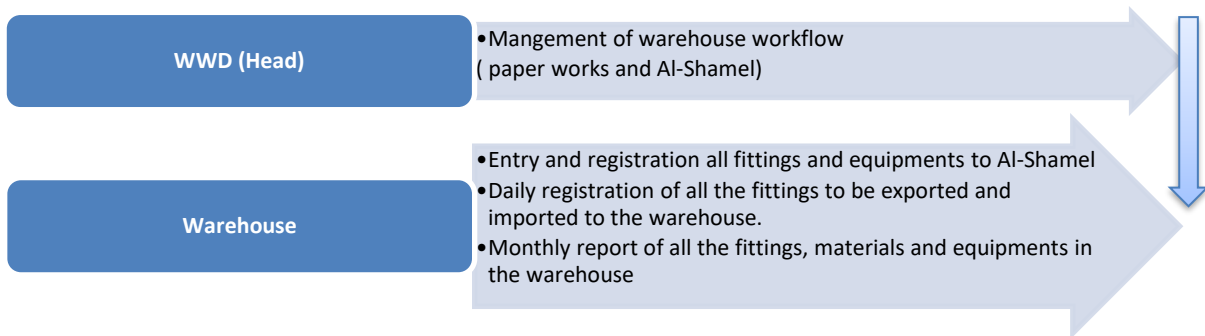 WWD (Head)
•Mangement of warehouse workflow
( paper works and Al-Shamel)
Warehouse
•Entry and registration all fittings and equipments to Al-Shamel
•Daily registration of all the fittings to be exported and
imported to the warehouse.
•Monthly report of all the fittings, materials and equipments in
the warehouse